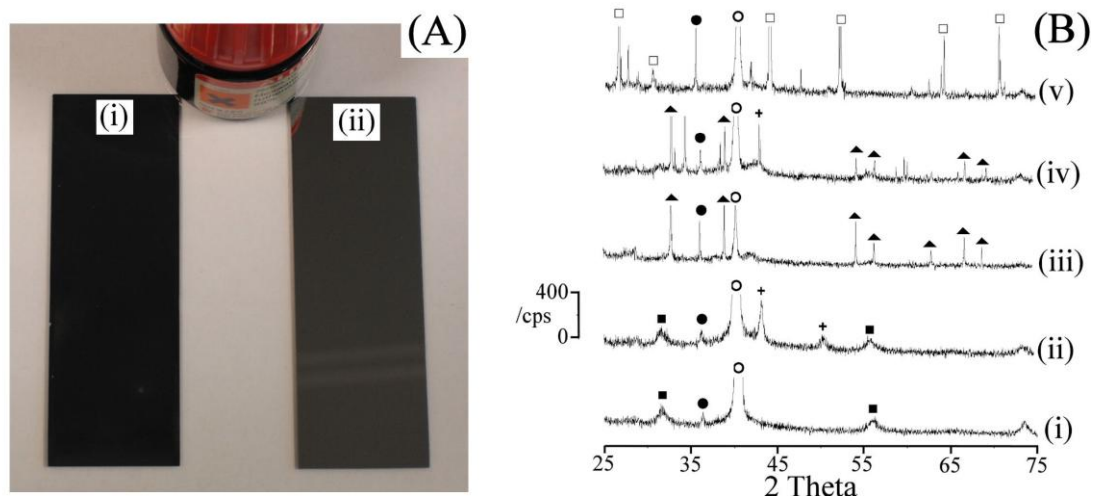 (A)
(i)
(ii)
(B)
(v)
(iv)
(iii)
400
/cps
0
(ii)
(i)
25 35 45 55 65 75
2 Theta